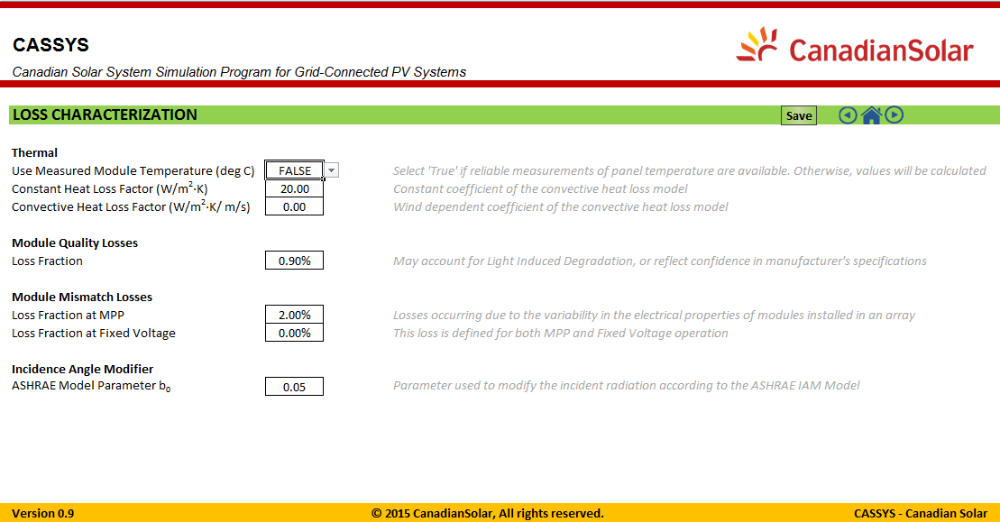 CASSYS
CanadianSolar
Canadian Solar System Simulation Program for Grid-Connected PV Systems
LOSS CHARACTERIZATION Save
Thermal
Use Measured Module Temperature (deg C) FALSE Select 'True' if reliable measurements of panel temperature are available. Otherwise, values will be calculated
Constant Heat Loss Factor (W/m²·K) 20.00 Constant coefficient of the convective heat loss model
Convective Heat Loss Factor (W/m²·K/ m/s) 0.00 Wind dependent coefficient of the convective heat loss model
Module Quality Losses
Loss Fraction 0.90% May account for Light Induced Degradation, or reflect confidence in manufacturer's specifications
Module Mismatch Losses
Loss Fraction at MPP 2.00% Losses occurring due to the variability in the electrical properties of modules installed in an array
Loss Fraction at Fixed Voltage 0.00% This loss is defined for both MPP and Fixed Voltage operation
Incidence Angle Modifier
ASHRAE Model Parameter b₀ 0.05 Parameter used to modify the incident radiation according to the ASHRAE IAM Model
Version 0.9 © 2015 CanadianSolar, All rights reserved. CASSYS - Canadian Solar